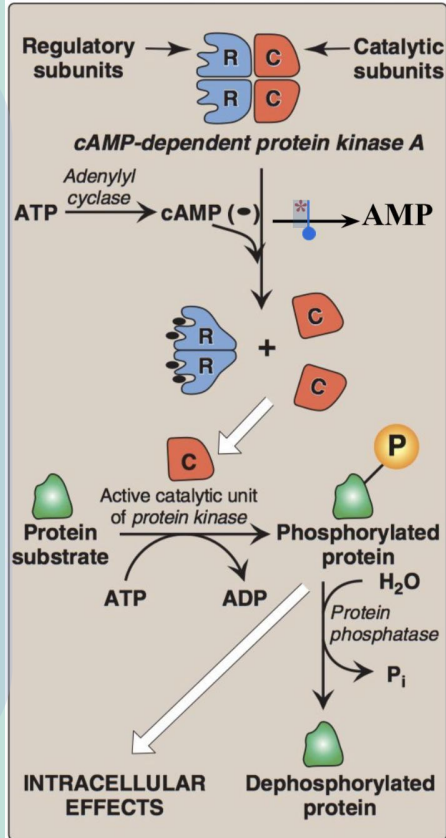 Regulatory
subunits
R
C
Catalytic
subunits
R
C
cAMP-dependent protein kinase A
Adenylyl
cyclase
ATP
cAMP (
)
*
AMP
R
R
+
C
C
C
P
Protein
substrate
Active catalytic unit
of protein kinase
Phosphorylated
protein
ATP
ADP
H₂O
Protein
phosphatase
Pi
INTRACELLULAR
EFFECTS
Dephosphorylated
protein